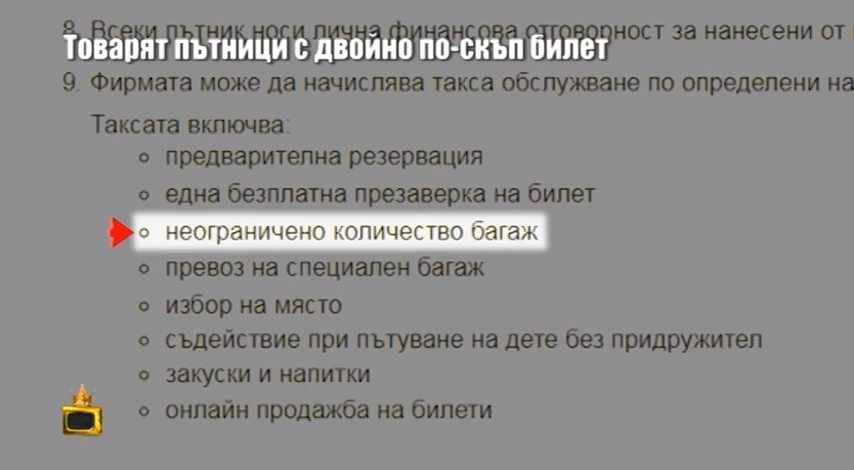 8. Всеки пътник носи лична финансова отговорност за нанесени от
Товарят пътници с двойно по-скъп билет
9. Фирмата може да начислява такса обслужване по определени на
Таксата включва:
предварителна резервация
една безплатна презаверка на билет
неограничено количество багаж
превоз на специален багаж
избор на място
съдействие при пътуване на дете без придружител
закуски и напитки
онлайн продажба на билети